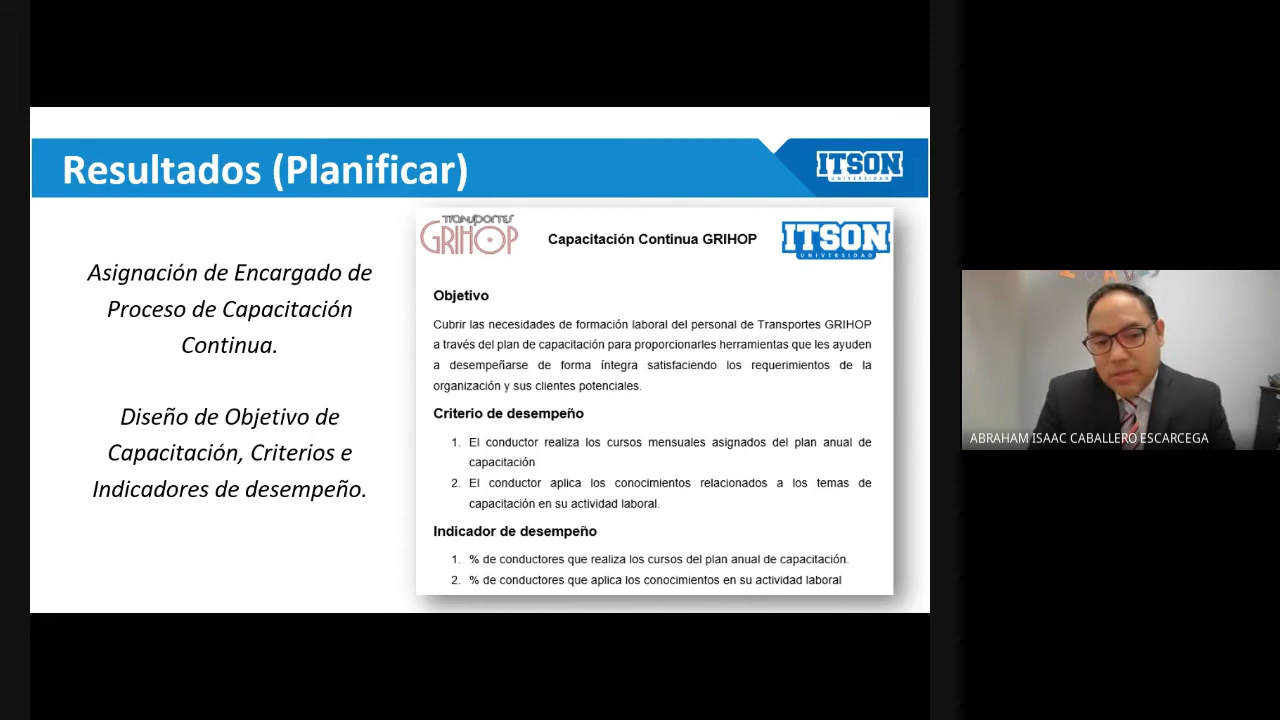 Resultados (Planificar)
ITSON
UNIVERSIDAD
Asignación de Encargado de
Proceso de Capacitación
Continua.
Diseño de Objetivo de
Capacitación, Criterios e
Indicadores de desempeño.
TRANSPORTES
GRIHOP
Capacitación Continua GRIHOP
ITSON
UNIVERSIDAD
Objetivo
Cubrir las necesidades de formación laboral del personal de Transportes GRIHOP
a través del plan de capacitación para proporcionarles herramientas que les ayuden
a desempeñarse de forma íntegra satisfaciendo los requerimientos de la
organización y sus clientes potenciales.
Criterio de desempeño
1. El conductor realiza los cursos mensuales asignados del plan anual de
capacitación
2. El conductor aplica los conocimientos relacionados a los temas de
capacitación en su actividad laboral.
Indicador de desempeño
1. % de conductores que realiza los cursos del plan anual de capacitación.
2. % de conductores que aplica los conocimientos en su actividad laboral
ABRAHAM ISAAC CABALLERO ESCARCEGA